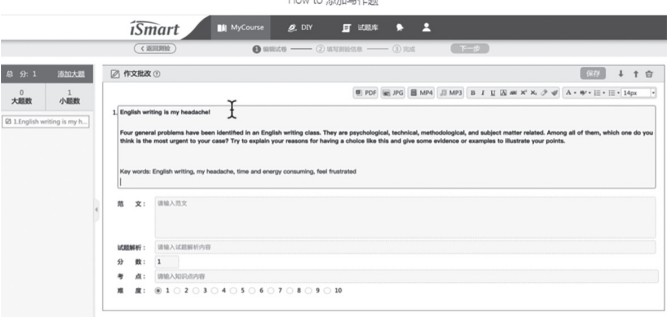 How to 添加写作题
iSmart MyCourse DIY 试题库
返回测验 1 编辑试卷 2 填写测验信息 3 完成 下一步
总 分: 1 添加大题
0 1
大题数 小题数
1.English writing is my h...
作文批改 保存
PDF JPG MP4 MP3 B I U 14px
1. English writing is my headache!
Four general problems have been identified in an English writing class. They are psychological, technical, methodological, and subject matter related. Among all of them, which one do you
think is the most urgent to your case? Try to explain your reasons for having a choice like this and give some evidence or examples to illustrate your points.
Key words: English writing, my headache, time and energy consuming, feel frustrated
范 文: 请输入范文
试题解析: 请输入试题解析内容
分 数: 1
考 点: 请输入知识点内容
难 度: 1 2 3 4 5 6 7 8 9 10